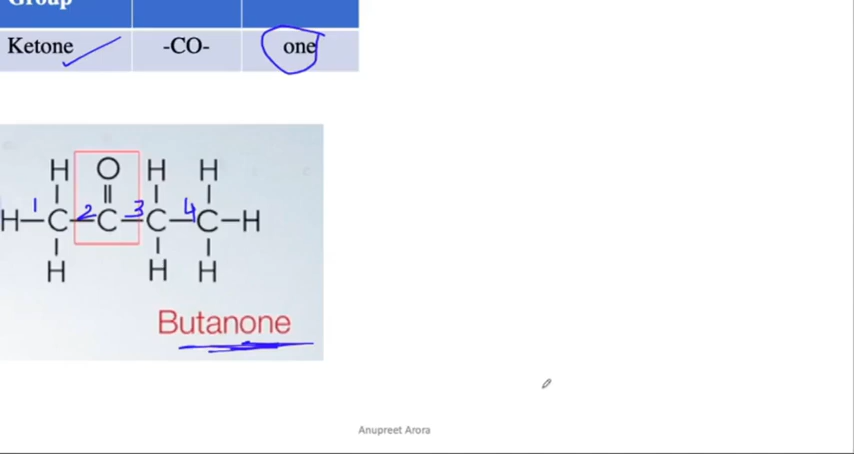 Group
Ketone -CO- one
H O H H
1 2 3 4
H-C-C-C-C-H
H H H
Butanone
Anupreet Arora